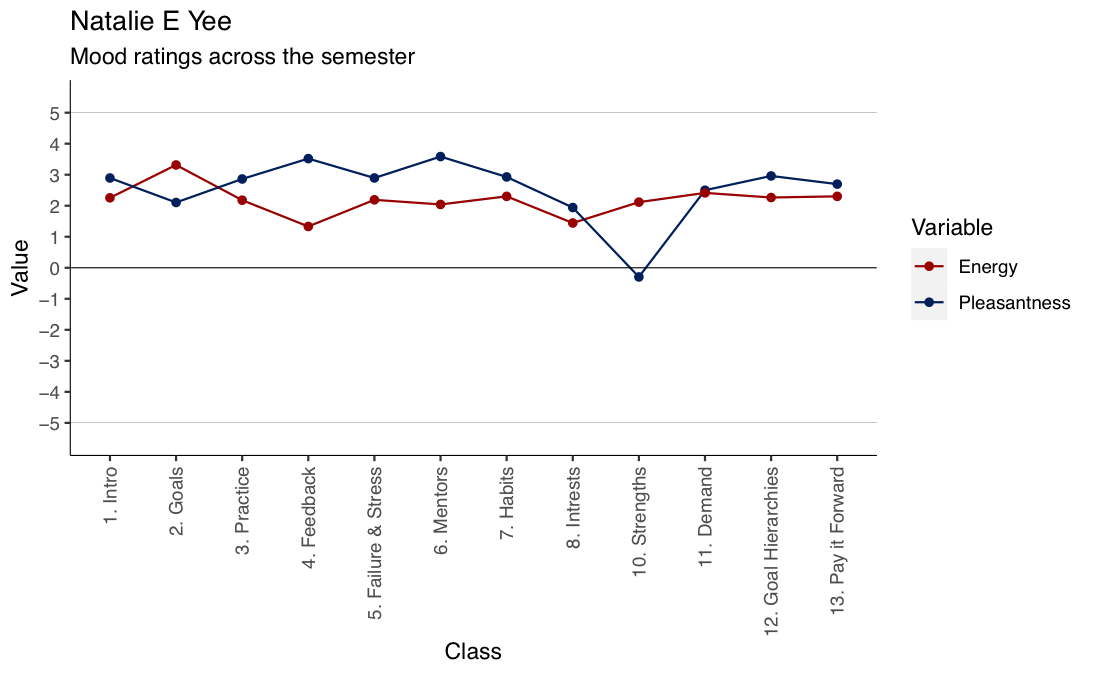 Natalie E Yee
Mood ratings across the semester
5
4
3
2
1
0
−1
−2
−3
−4
−5
Value
1. Intro
2. Goals
3. Practice
4. Feedback
5. Failure & Stress
6. Mentors
7. Habits
8. Intrests
10. Strengths
11. Demand
12. Goal Hierarchies
13. Pay it Forward
Class
Variable
Energy
Pleasantness